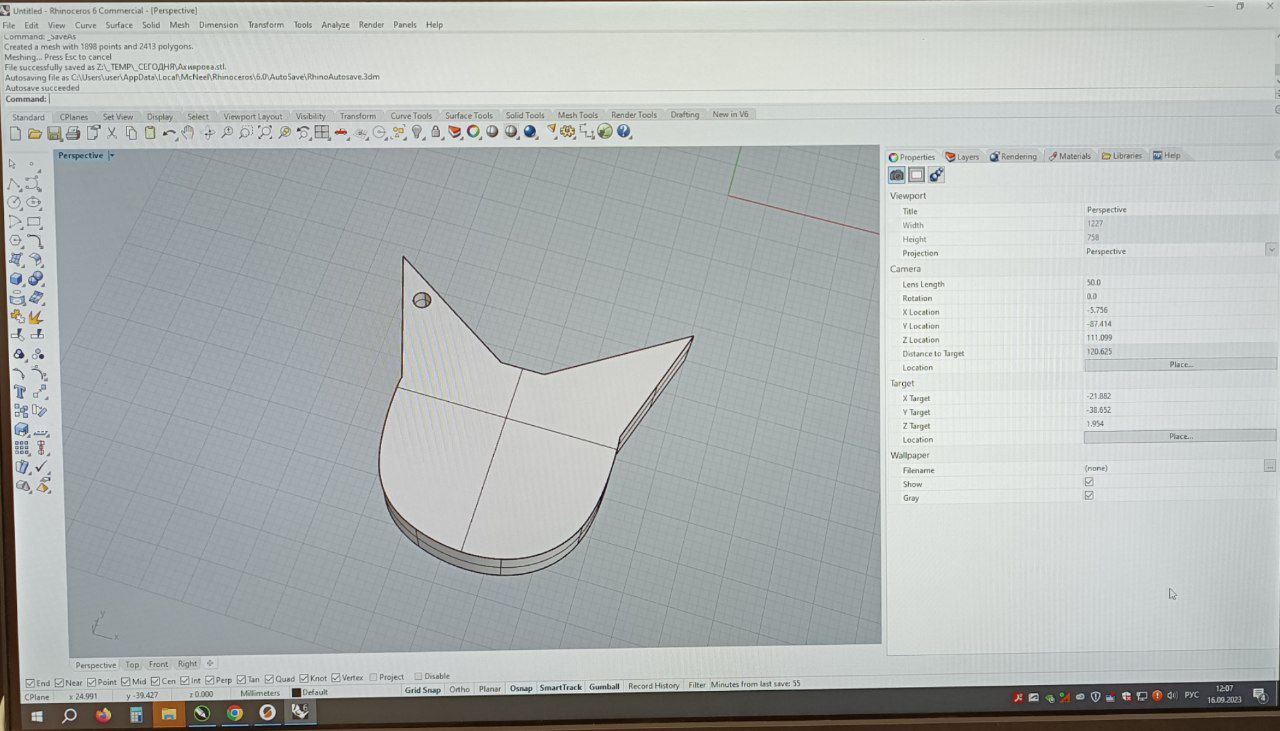 Untitled - Rhinoceros 6 Commercial - [Perspective]
File Edit View Curve Surface Solid Mesh Dimension Transform Tools Analyze Render Panels Help
Command: _SaveAs
Created a mesh with 1898 points and 2413 polygons.
Meshing... Press Esc to cancel
File successfully saved as Z:\_TEMP\_СЕГОДНЯ\Ахиярова.stl.
Autosaving file as C:\Users\user\AppData\Local\McNeel\Rhinoceros\6.0\AutoSave\RhinoAutosave.3dm
Autosave succeeded
Command:
Standard CPlanes Set View Display Select Viewport Layout Visibility Transform Curve Tools Surface Tools Solid Tools Mesh Tools Render Tools Drafting New in V6
Perspective
Properties Layers Rendering Materials Libraries Help
Viewport
Title Perspective
Width 1227
Height 758
Projection Perspective
Camera
Lens Length 50.0
Rotation 0.0
X Location -5.756
Y Location -87.414
Z Location 111.099
Distance to Target 120.625
Location Place...
Target
X Target -21.882
Y Target -38.652
Z Target 1.954
Location Place...
Wallpaper
Filename (none) ...
Show
Gray
y
x
Perspective Top Front Right
End Near Point Mid Cen Int Perp Tan Quad Knot Vertex Project Disable
CPlane x 24.991 y -39.427 z 0.000 Millimeters Default Grid Snap Ortho Planar Osnap SmartTrack Gumball Record History Filter Minutes from last save: 55
РУС
12:07
16.09.2023
4